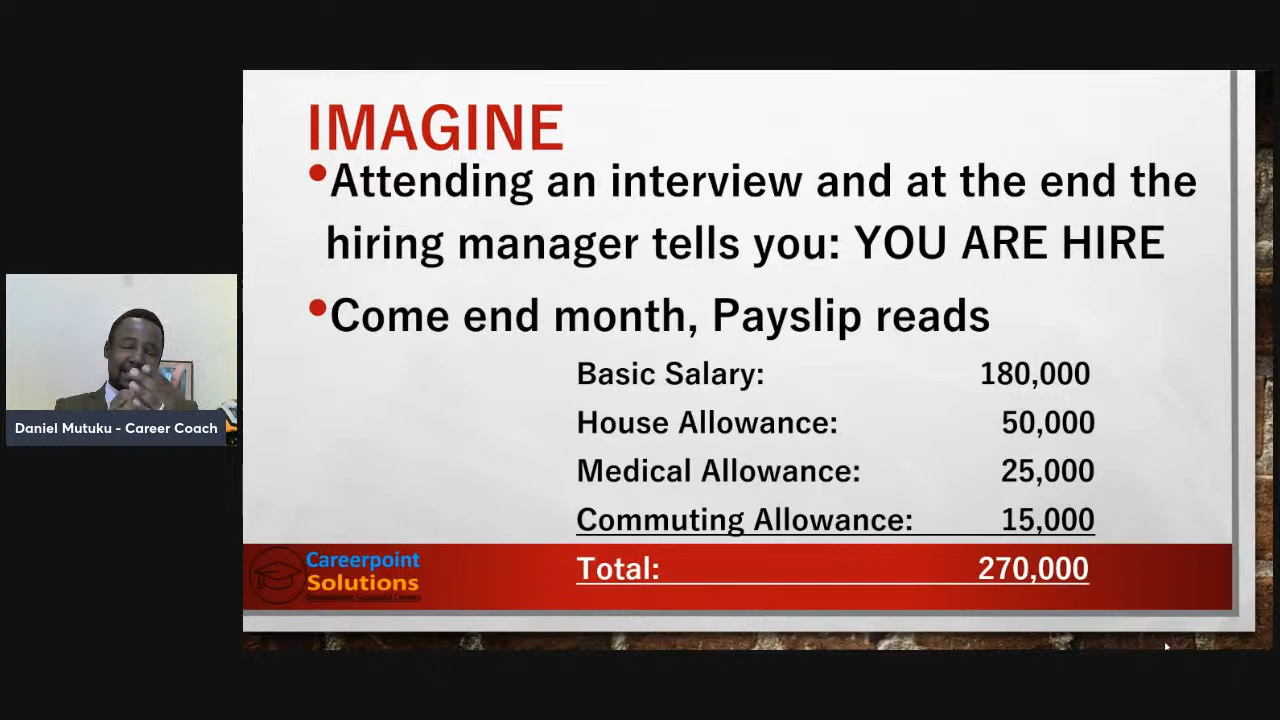 IMAGINE
•Attending an interview and at the end the
hiring manager tells you: YOU ARE HIRE
•Come end month, Payslip reads
Basic Salary: 180,000
House Allowance: 50,000
Medical Allowance: 25,000
Commuting Allowance: 15,000
Total: 270,000
Careerpoint
Solutions
Daniel Mutuku - Career Coach